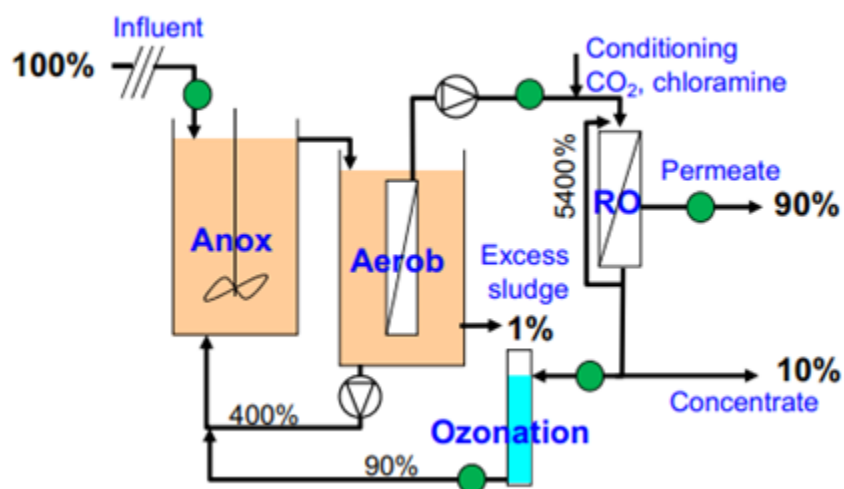 Influent
100%
Conditioning
CO₂, chloramine
5400%
RO
Permeate
90%
Anox
Aerob
Excess
sludge
1%
10%
Concentrate
400%
Ozonation
90%